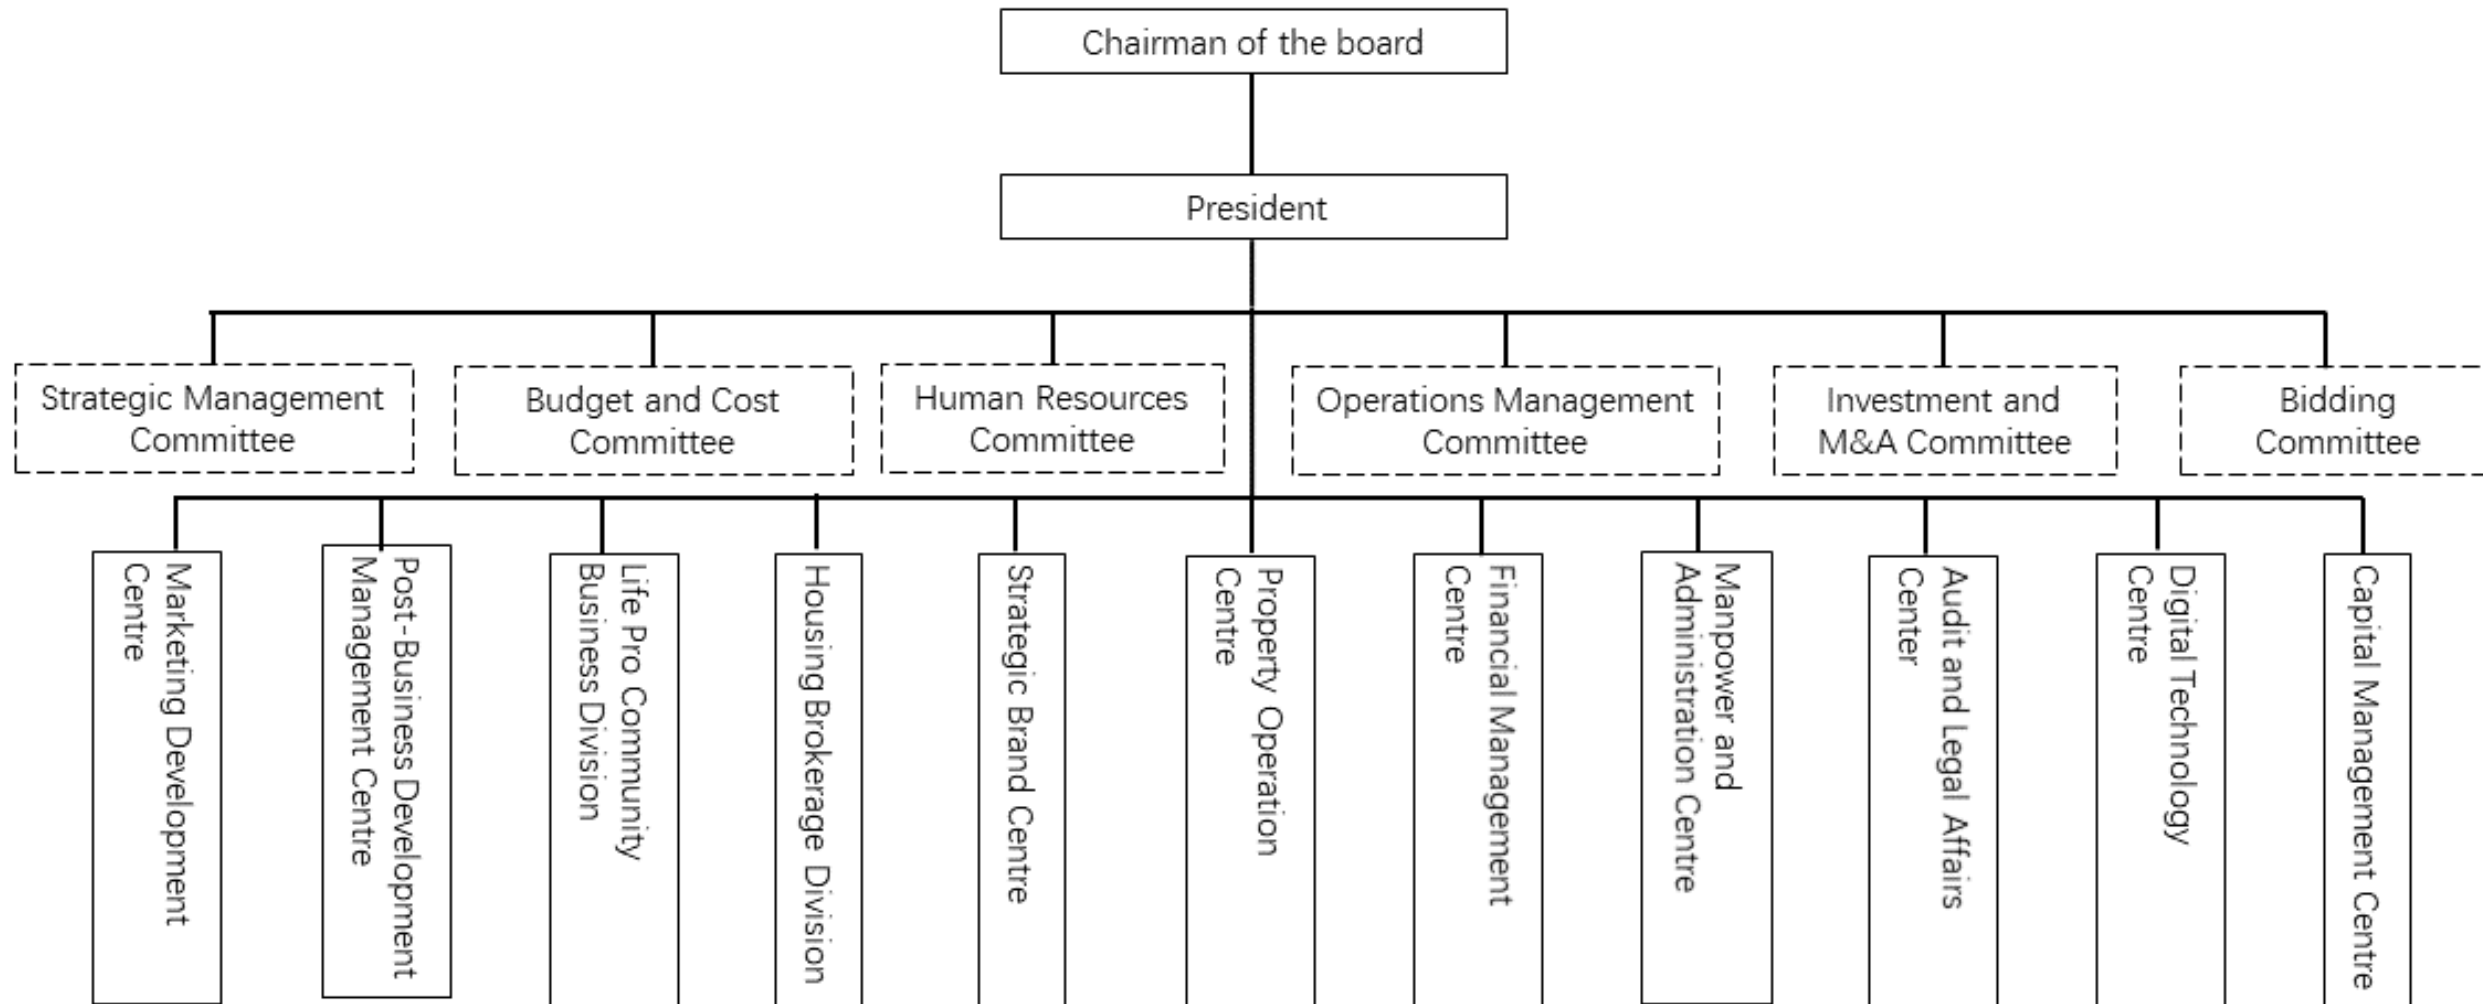 Chairman of the board
President
Strategic Management
Committee
Budget and Cost
Committee
Human Resources
Committee
Operations Management
Committee
Investment and
M&A Committee
Bidding
Committee
Marketing Development
Centre
Post-Business Development
Management Centre
Life Pro Community
Business Division
Housing Brokerage Division
Strategic Brand Centre
Property Operation
Centre
Financial Management
Centre
Manpower and
Administration Centre
Audit and Legal Affairs
Center
Digital Technology
Centre
Capital Management Centre